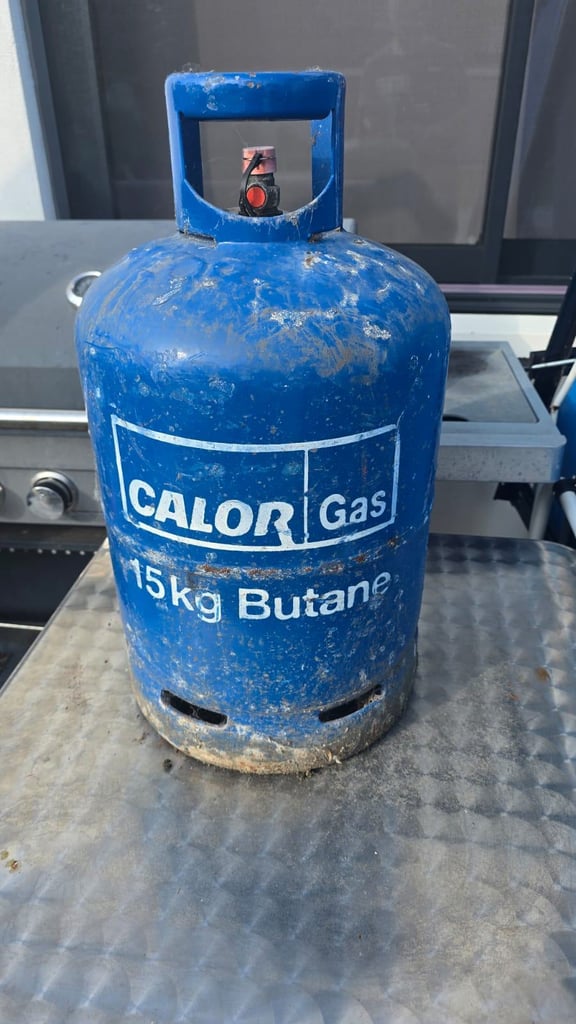 CALOR Gas
15kg Butane